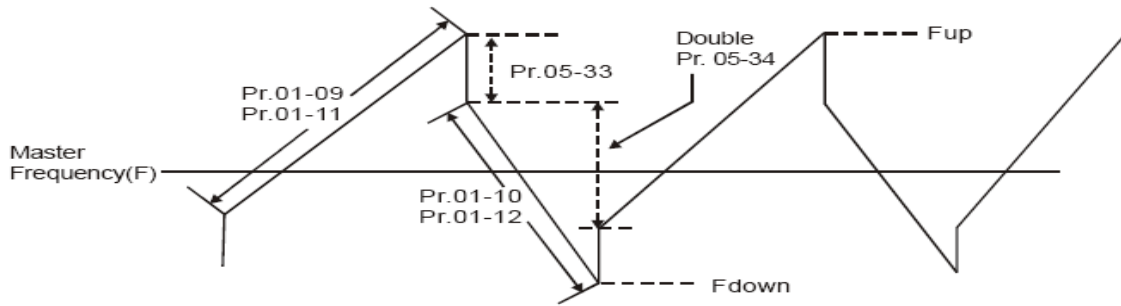 Double
Pr. 05-34
Fup
Pr.05-33
Pr.01-09
Pr.01-11
Master
Frequency(F)
Pr.01-10
Pr.01-12
Fdown